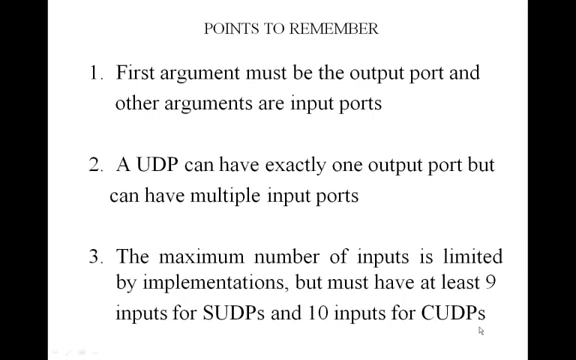 POINTS TO REMEMBER
1. First argument must be the output port and
other arguments are input ports
2. A UDP can have exactly one output port but
can have multiple input ports
3. The maximum number of inputs is limited
by implementations, but must have at least 9
inputs for SUDPs and 10 inputs for CUDPs